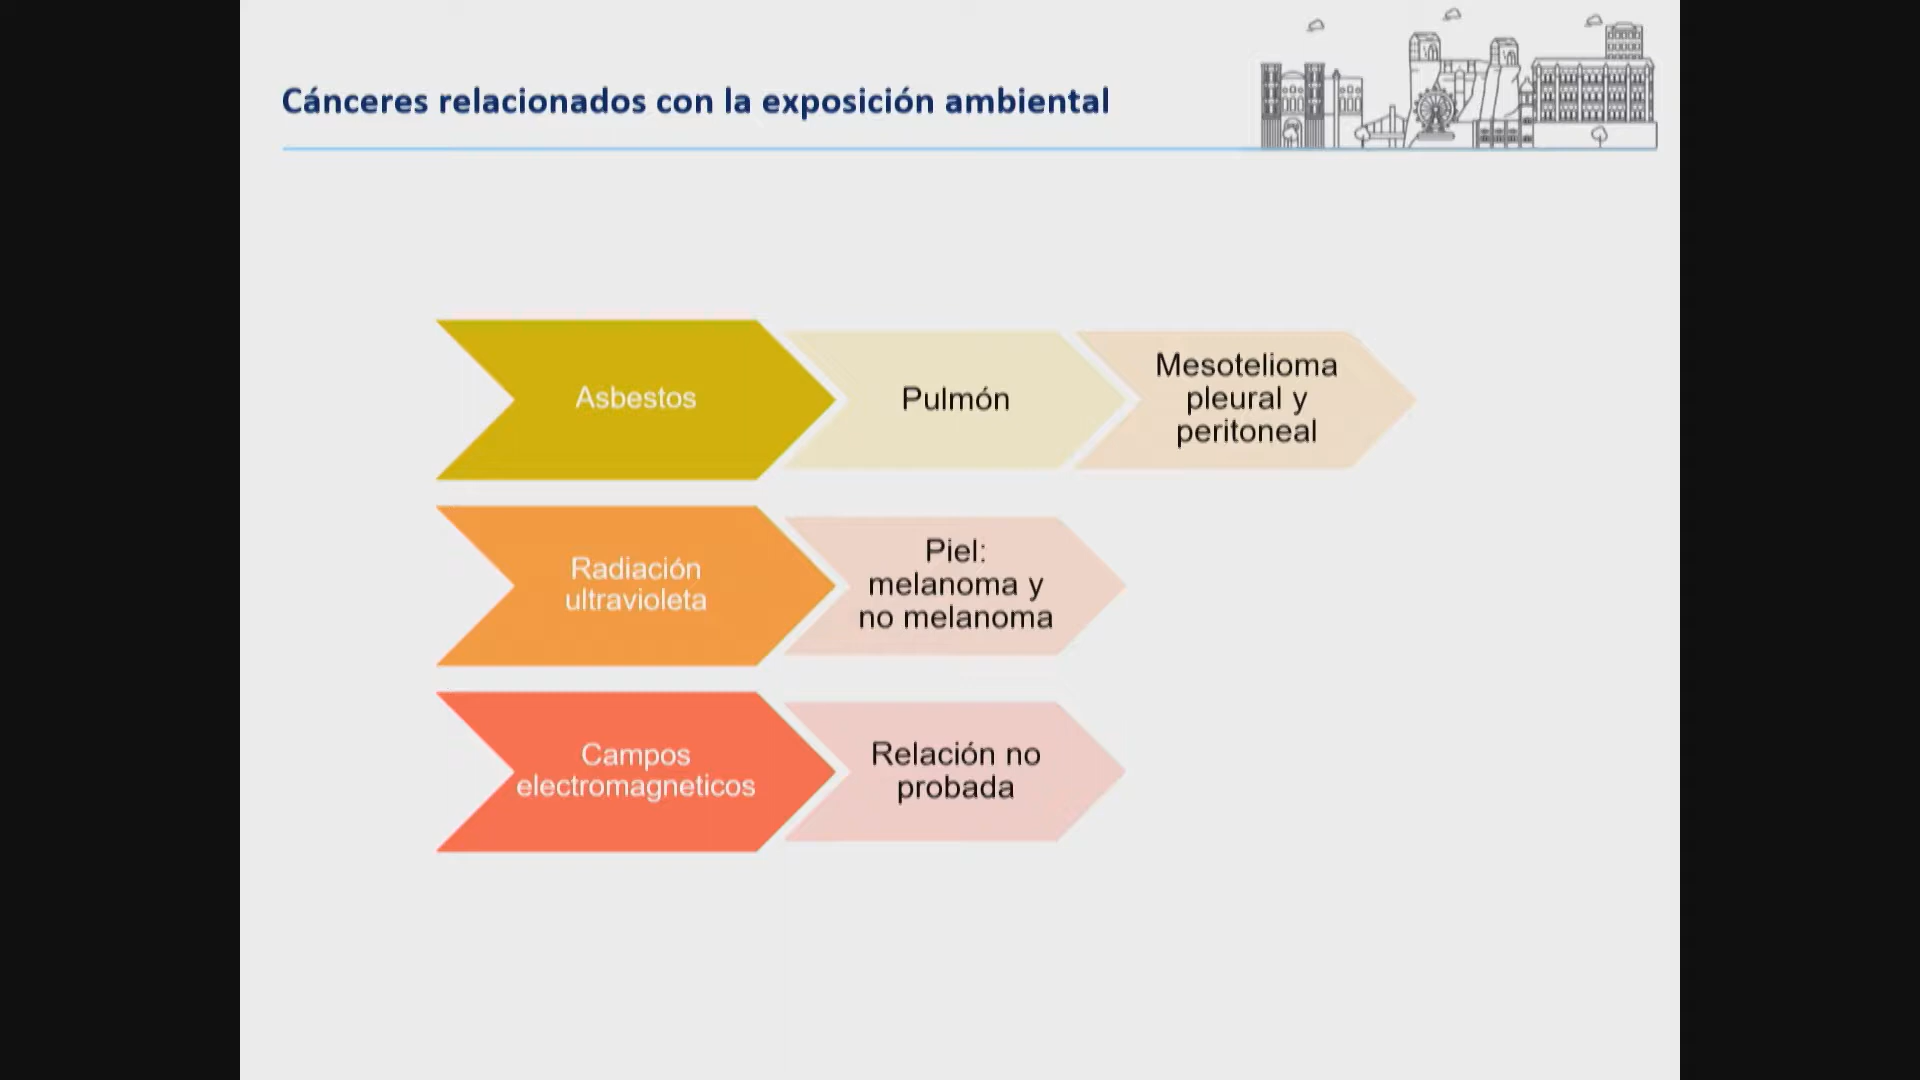 Cánceres relacionados con la exposición ambiental
Asbestos
Pulmón
Mesotelioma
pleural y
peritoneal
Radiación
ultravioleta
Piel:
melanoma y
no melanoma
Campos
electromagneticos
Relación no
probada